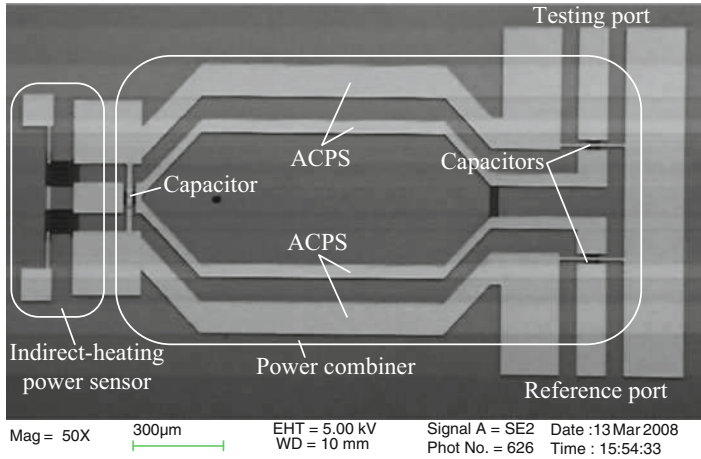 Testing port
ACPS
Capacitor
Capacitors
ACPS
Indirect-heating
power sensor
Power combiner
Reference port
Mag = 50X
300μm
EHT = 5.00 kV
WD = 10 mm
Signal A = SE2
Phot No. = 626
Date :13 Mar 2008
Time : 15:54:33